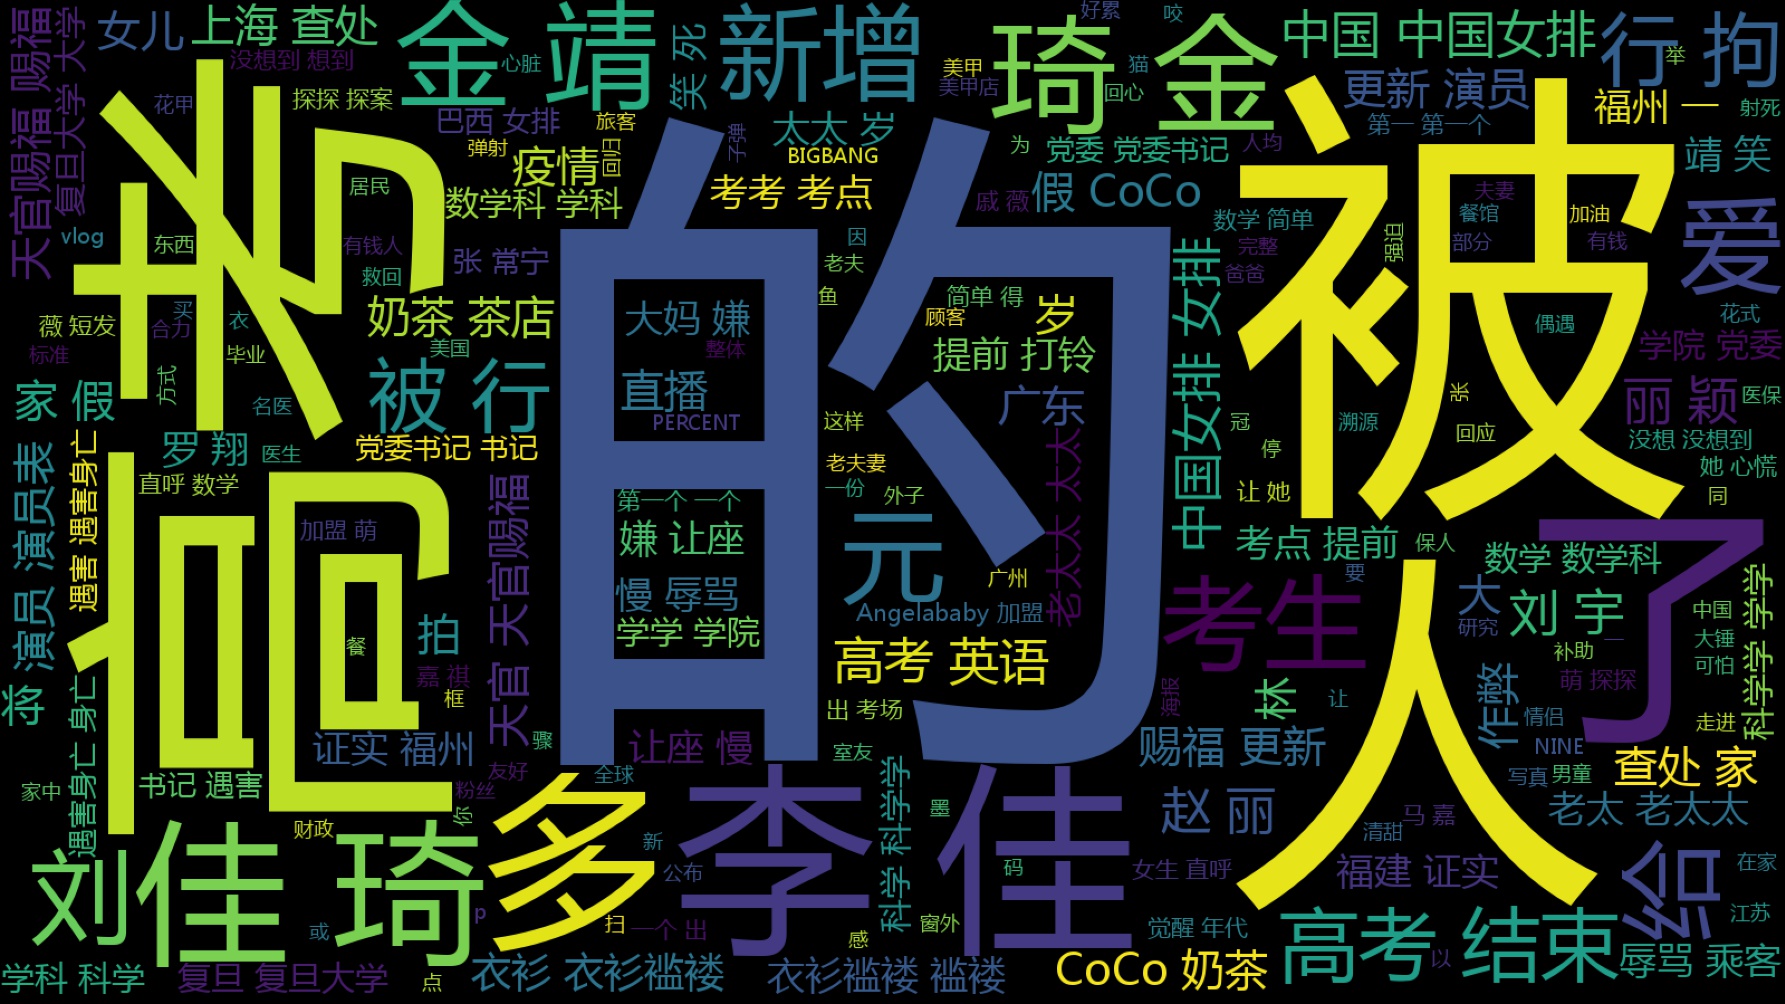 天官赐福 赐福
复旦大学 大学
女儿
上海 查处
没想到 想到
花甲
探探 探案
金 靖
心脏
笑 死
新增
琦 金
好累
咬
中国 中国女排
行 拘
举
美甲
美甲店
猫
回心
更新 演员
福州 一
射死
巴西 女排
旅客
弹射
疫情
回归
子弹
太太 岁
BIGBANG
考考 考点
为
党委 党委书记
人均
第一 第一个
靖 笑
考
居民
数学科 学科
戚 薇
假 CoCo
数学 简单
夫妻
餐馆
加油
部分
有钱
爱
vlog
东西
有钱人
救回
张 常宁
因
老夫
鱼
完整
爸爸
强迫
被
的
薇 短发
标准
买
合力
衣
毕业
奶茶 茶店
美国
大妈 嫌
整体
简单 得
顾客
岁
提前 打铃
中国女排 女排
偶遇
花式
学院 党委
家 假
方式
名医
被 行
直播
PERCENT
广东
这样
冠
停
张
溯源
回应
丽 颖
医保
没想 没想到
罗 翔
医生
党委书记 书记
老夫妻
一份
外子
老太太 太太
让 她
她 心慌
同
演员 演员表
遇害 遇害身亡
直呼 数学
加盟 萌
天官 天官赐福
第一个 一个
嫌 让座
元
广州
考点 提前
保人
数学 数学科
了
慢 辱骂
Angelababy 加盟
要
考生
大
研究
刘 宇
中国
大锤
可怕
科学学 学学
一
补助
餐
拍
学学 学院
高考 英语
人
萌 探探
作弊
将
嘉 祺
框
出 考场
海报
林
让
情侣
走进
遇害身亡 身亡
证实 福州
骤
让座 慢
室友
赐福 更新
NINE
查处 家
家中
书记 遇害
友好
粉丝
全球
写真
男童
老太 老太太
财政
你
多
李 佳
科学 科学学
墨
赵 丽
清甜
马 嘉
给
刘
佳 琦
新
公布
码
女生 直呼
福建 证实
在家
p
或
扫
一个 出
感
窗外
觉醒 年代
高考 结束
江苏
学科 科学
复旦 复旦大学
点
衣衫 衣衫褴褛
衣衫褴褛 褴褛
CoCo 奶茶
以
辱骂 乘客